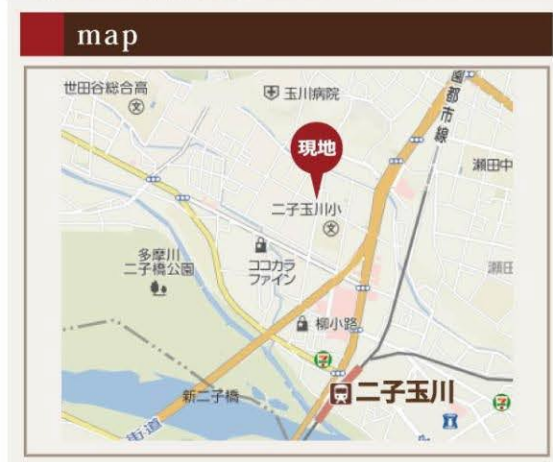 map
世田谷総合高
玉川病院
園都市線
現地
瀬田中
二子玉川小
多摩川
二子橋公園
ココカラ
ファイン
瀬田
柳小路
新二子橋
二子玉川
街道